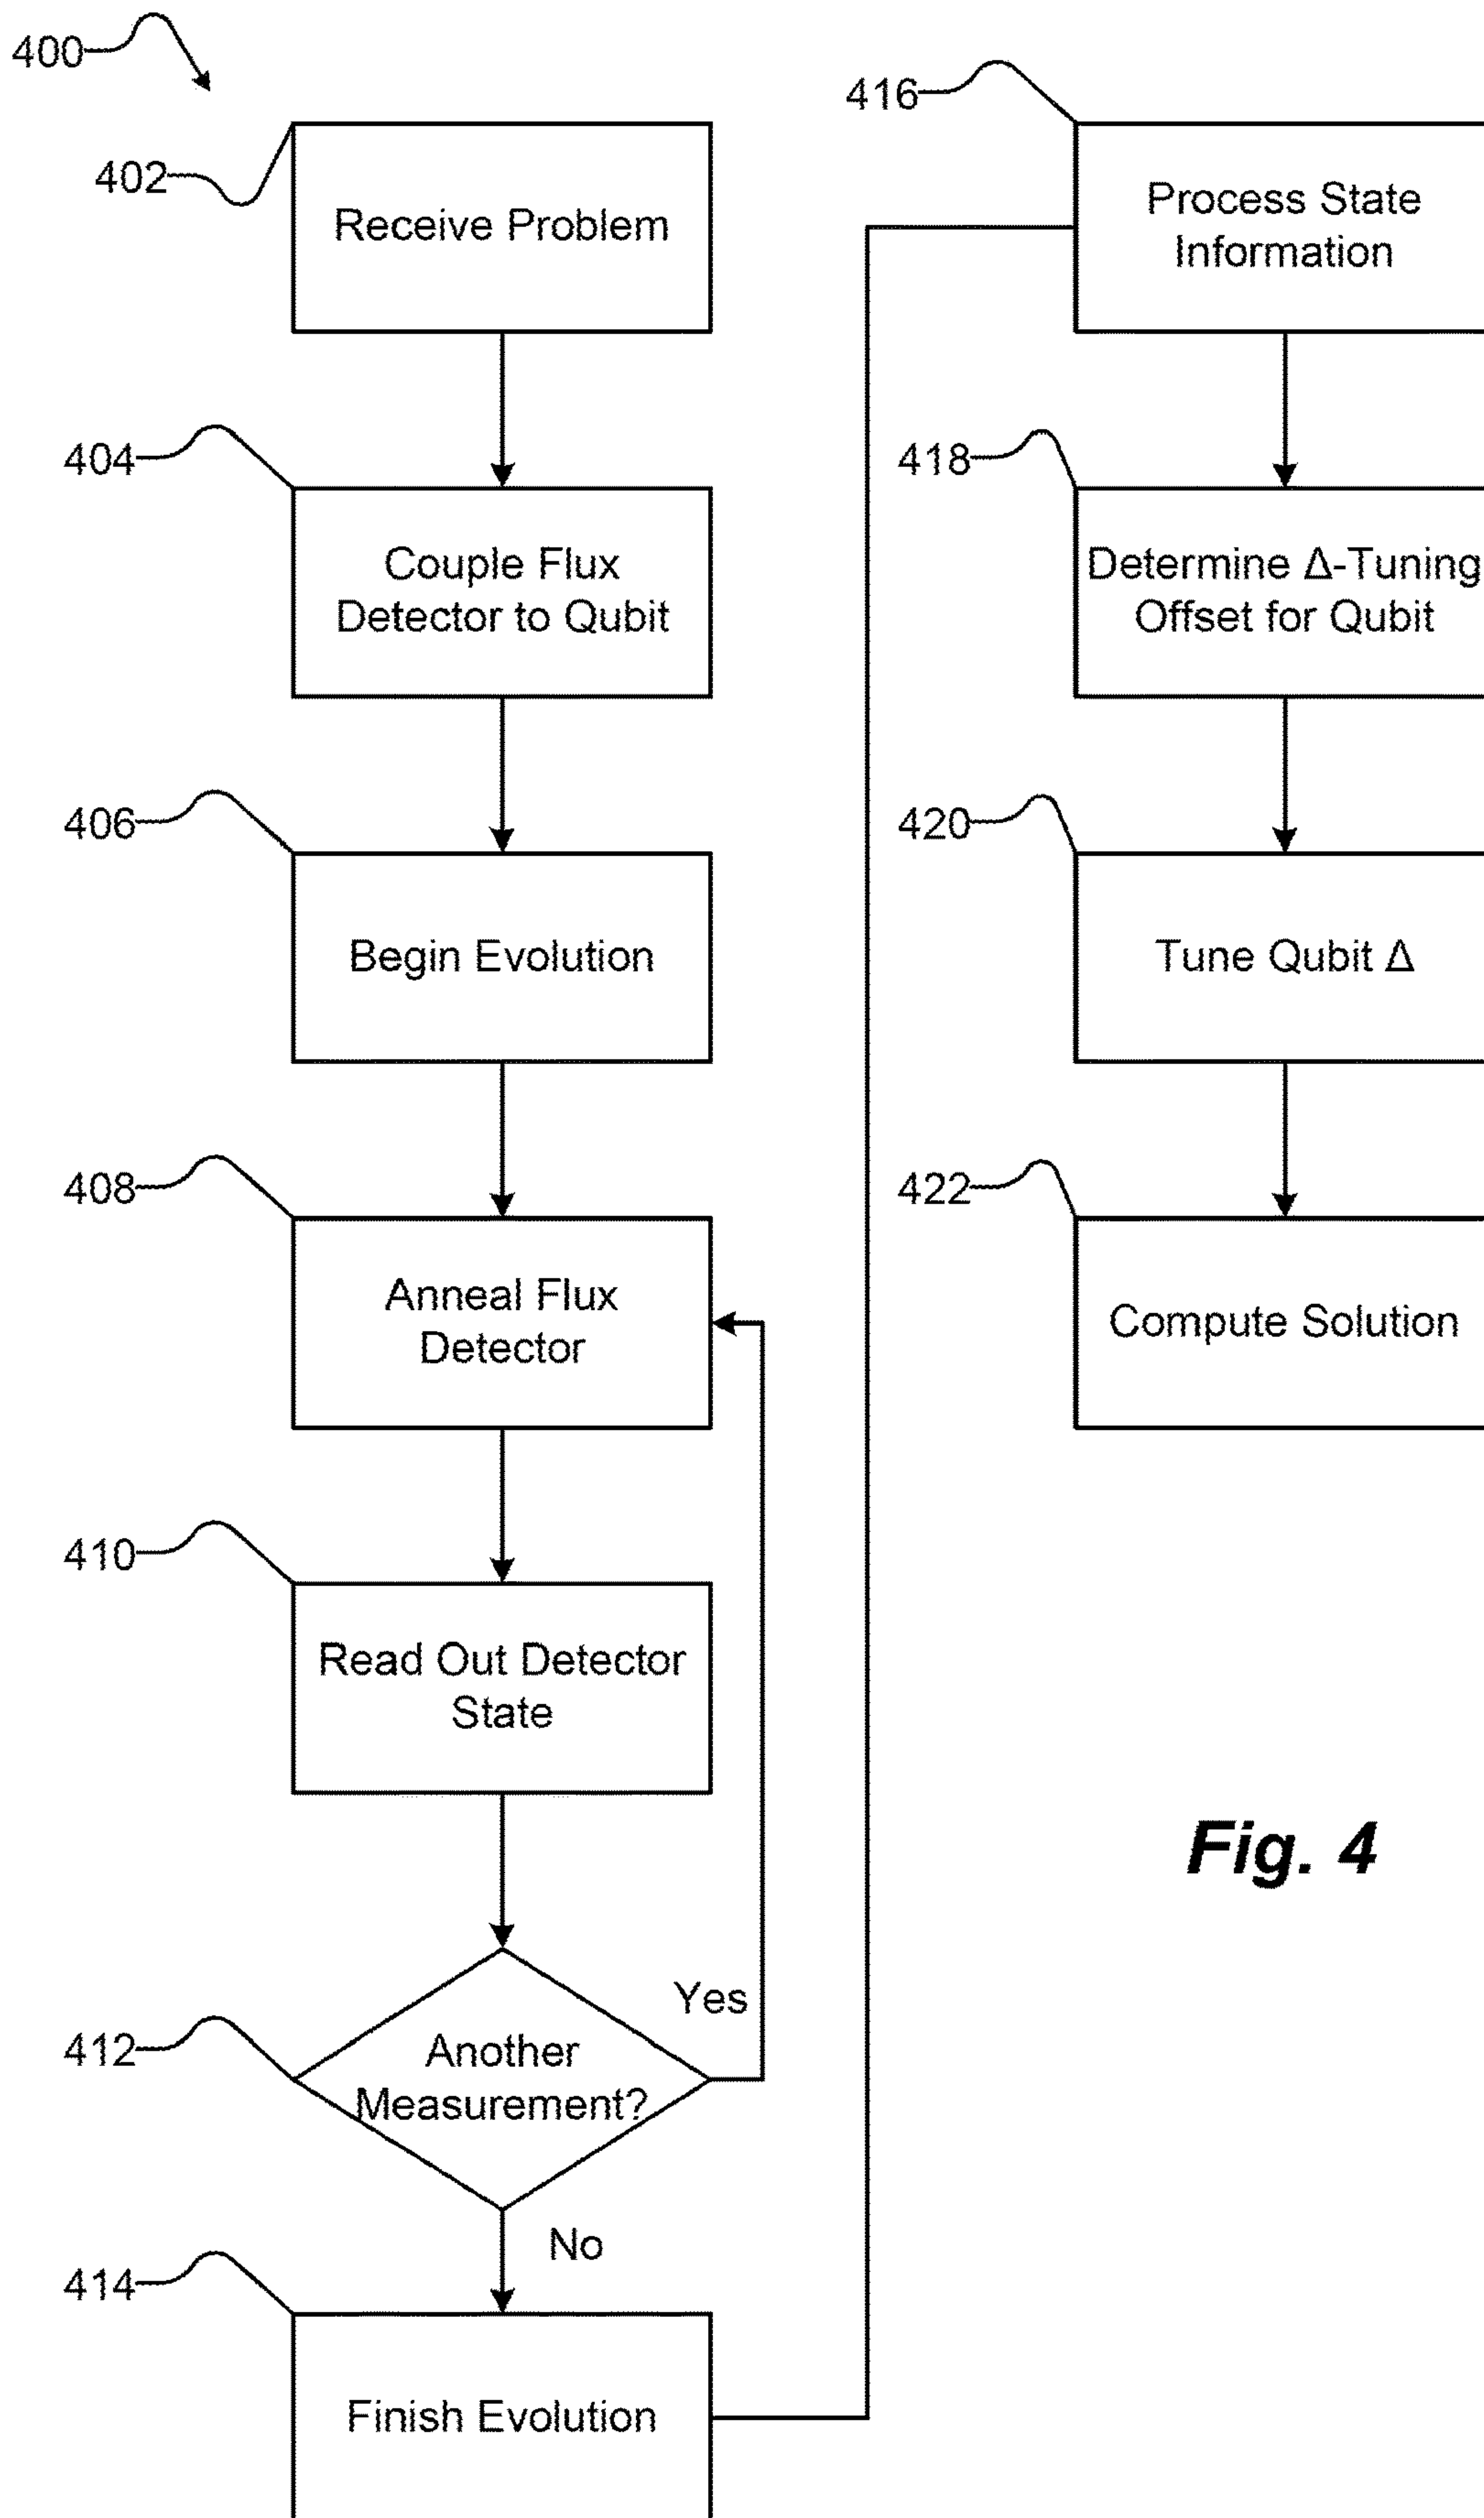 400
402
Receive Problem
404
Couple Flux
Detector to Qubit
406
Begin Evolution
408
Anneal Flux
Detector
410
Read Out Detector
State
412
Another
Measurement?
Yes
No
414
Finish Evolution
416
Process State
Information
418
Determine Δ-Tuning
Offset for Qubit
420
Tune Qubit Δ
422
Compute Solution
Fig. 4